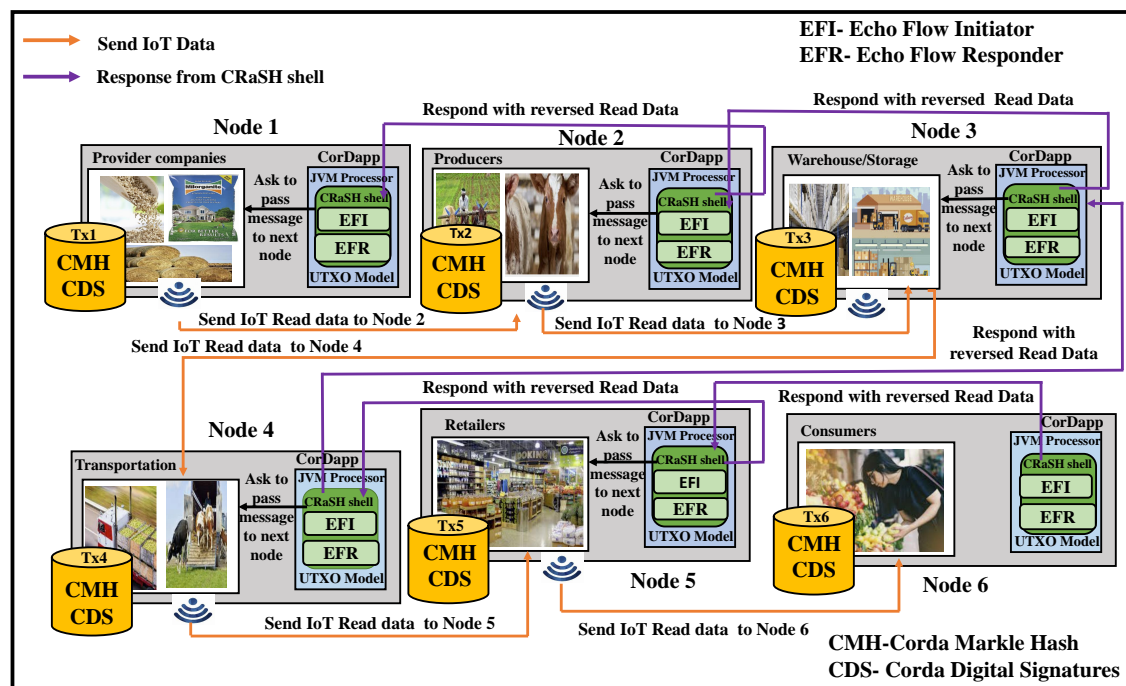 Send IoT Data
Response from CRaSH shell
EFI- Echo Flow Initiator
EFR- Echo Flow Responder
Respond with reversed Read Data
Respond with reversed Read Data
Node 1
Provider companies
CorDapp
JVM Processor
CRaSH shell
EFI
EFR
UTXO Model
Ask to
pass
message
to next
node
Tx1
CMH
CDS
Node 2
Producers
CorDapp
JVM Processor
CRaSH shell
EFI
EFR
UTXO Model
Ask to
pass
message
to next
node
Tx2
CMH
CDS
Node 3
Warehouse/Storage
CorDapp
JVM Processor
CRaSH shell
EFI
EFR
UTXO Model
Ask to
pass
message
to next
node
Tx3
CMH
CDS
Send IoT Read data to Node 2
Send IoT Read data to Node 3
Send IoT Read data to Node 4
Respond with
reversed Read Data
Respond with reversed Read Data
Respond with reversed Read Data
Node 4
Transportation
CorDapp
JVM Processor
CRaSH shell
EFI
EFR
UTXO Model
Ask to
pass
message
to next
node
Tx4
CMH
CDS
Retailers
CorDapp
JVM Processor
CRaSH shell
EFI
EFR
UTXO Model
Ask to
pass
message
to next
node
Tx5
CMH
CDS
Node 5
Consumers
CorDapp
JVM Processor
CRaSH shell
EFI
EFR
UTXO Model
Tx6
CMH
CDS
Node 6
Send IoT Read data to Node 5
Send IoT Read data to Node 6
CMH-Corda Markle Hash
CDS- Corda Digital Signatures
Milorganite